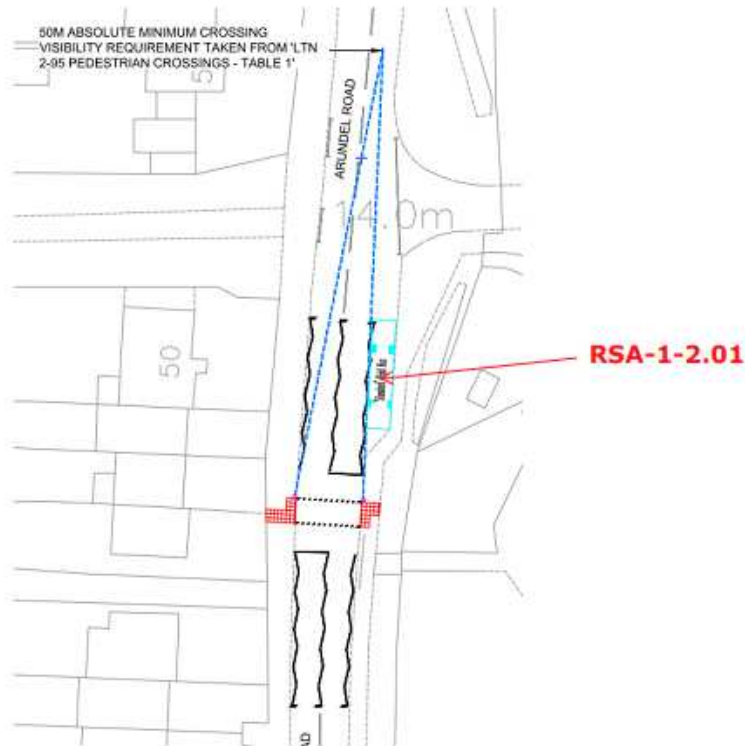 50M ABSOLUTE MINIMUM CROSSING
VISIBILITY REQUIREMENT TAKEN FROM 'LTN
2-95 PEDESTRIAN CROSSINGS - TABLE 1'
ARUNDEL ROAD
14.0m
50
RSA-1-2.01
AD